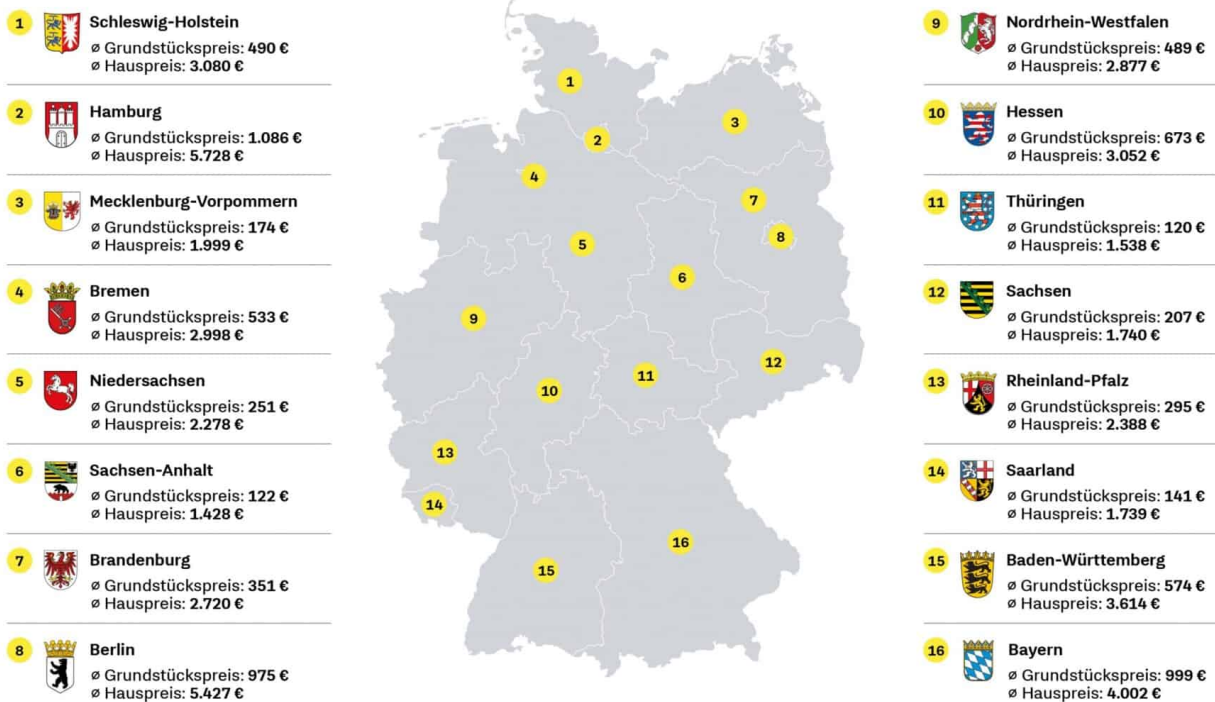 1
Schleswig-Holstein
ø Grundstückspreis: 490 €
ø Hauspreis: 3.080 €
2
Hamburg
ø Grundstückspreis: 1.086 €
ø Hauspreis: 5.728 €
3
Mecklenburg-Vorpommern
ø Grundstückspreis: 174 €
ø Hauspreis: 1.999 €
4
Bremen
ø Grundstückspreis: 533 €
ø Hauspreis: 2.998 €
5
Niedersachsen
ø Grundstückspreis: 251 €
ø Hauspreis: 2.278 €
6
Sachsen-Anhalt
ø Grundstückspreis: 122 €
ø Hauspreis: 1.428 €
7
Brandenburg
ø Grundstückspreis: 351 €
ø Hauspreis: 2.720 €
8
Berlin
ø Grundstückspreis: 975 €
ø Hauspreis: 5.427 €
1
2
3
4
7
8
5
6
9
12
11
10
13
14
16
15
9
Nordrhein-Westfalen
ø Grundstückspreis: 489 €
ø Hauspreis: 2.877 €
10
Hessen
ø Grundstückspreis: 673 €
ø Hauspreis: 3.052 €
11
Thüringen
ø Grundstückspreis: 120 €
ø Hauspreis: 1.538 €
12
Sachsen
ø Grundstückspreis: 207 €
ø Hauspreis: 1.740 €
13
Rheinland-Pfalz
ø Grundstückspreis: 295 €
ø Hauspreis: 2.388 €
14
Saarland
ø Grundstückspreis: 141 €
ø Hauspreis: 1.739 €
15
Baden-Württemberg
ø Grundstückspreis: 574 €
ø Hauspreis: 3.614 €
16
Bayern
ø Grundstückspreis: 999 €
ø Hauspreis: 4.002 €